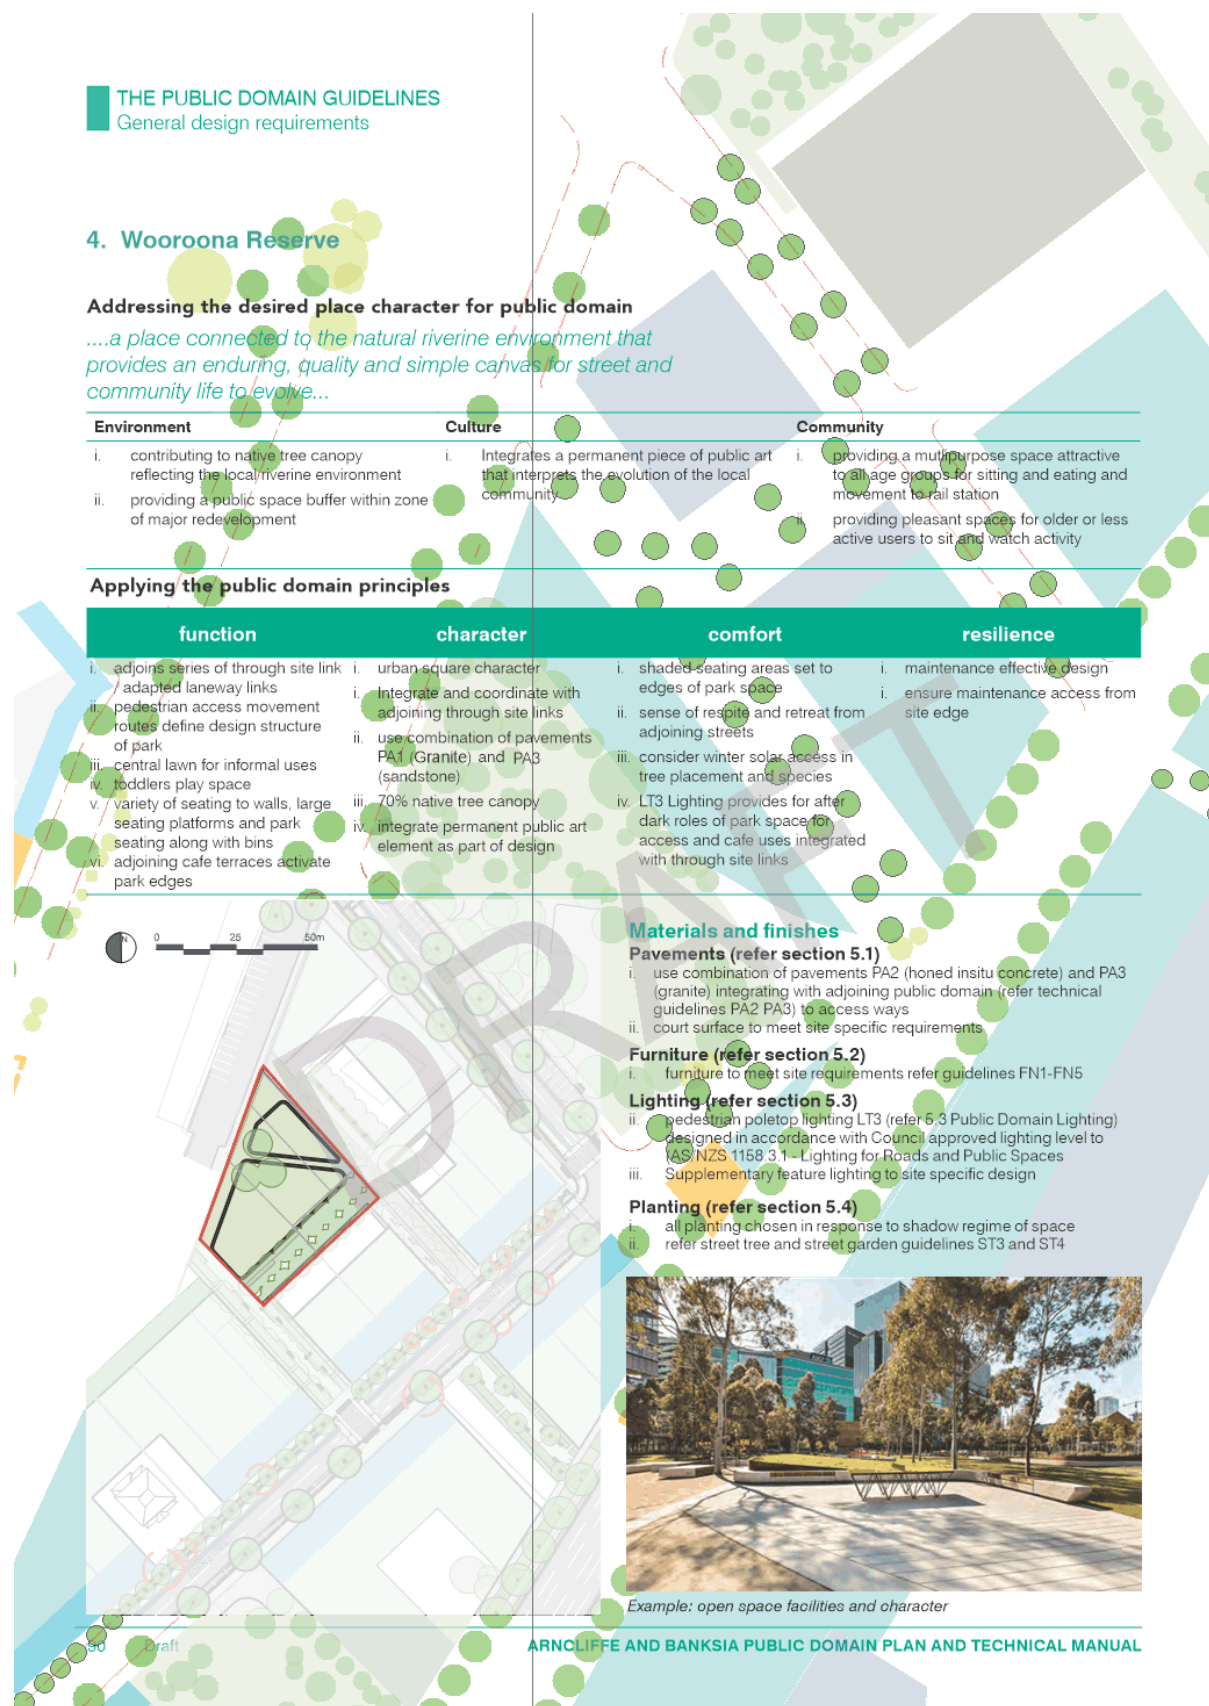 THE PUBLIC DOMAIN GUIDELINES
General design requirements
4. Wooroona Reserve
Addressing the desired place character for public domain
....a place connected to the natural riverine environment that
provides an enduring, quality and simple canvas for street and
community life to evolve...
Environment
i. contributing to native tree canopy
reflecting the local riverine environment
ii. providing a public space buffer within zone
of major redevelopment
Culture
i. Integrates a permanent piece of public art
that interprets the evolution of the local
community
Community
i. providing a mutlipurpose space attractive
to all age groups for sitting and eating and
movement to rail station
ii. providing pleasant spaces for older or less
active users to sit and watch activity
Applying the public domain principles
function
i. adjoins series of through site link
/ adapted laneway links
ii. pedestrian access movement
routes define design structure
of park
iii. central lawn for informal uses
iv. toddlers play space
v. variety of seating to walls, large
seating platforms and park
seating along with bins
vi. adjoining cafe terraces activate
park edges
character
i. urban square character
i. Integrate and coordinate with
adjoining through site links
ii. use combination of pavements
PA1 (Granite) and PA3
(sandstone)
iii. 70% native tree canopy
iv. integrate permanent public art
element as part of design
comfort
i. shaded seating areas set to
edges of park space
ii. sense of respite and retreat from
adjoining streets
iii. consider winter solar access in
tree placement and species
iv. LT3 Lighting provides for after
dark roles of park space for
access and cafe uses integrated
with through site links
resilience
i. maintenance effective design
i. ensure maintenance access from
site edge
N
0 25 50m
DRAFT
Materials and finishes
Pavements (refer section 5.1)
i. use combination of pavements PA2 (honed insitu concrete) and PA3
(granite) integrating with adjoining public domain (refer technical
guidelines PA2 PA3) to access ways
ii. court surface to meet site specific requirements
Furniture (refer section 5.2)
i. furniture to meet site requirements refer guidelines FN1-FN5
Lighting (refer section 5.3)
ii. pedestrian poletop lighting LT3 (refer 5.3 Public Domain Lighting)
designed in accordance with Council approved lighting level to
(AS/NZS 1158.3.1 - Lighting for Roads and Public Spaces
iii. Supplementary feature lighting to site specific design
Planting (refer section 5.4)
i. all planting chosen in response to shadow regime of space
ii. refer street tree and street garden guidelines ST3 and ST4
Example: open space facilities and character
90 Draft
ARNCLIFFE AND BANKSIA PUBLIC DOMAIN PLAN AND TECHNICAL MANUAL